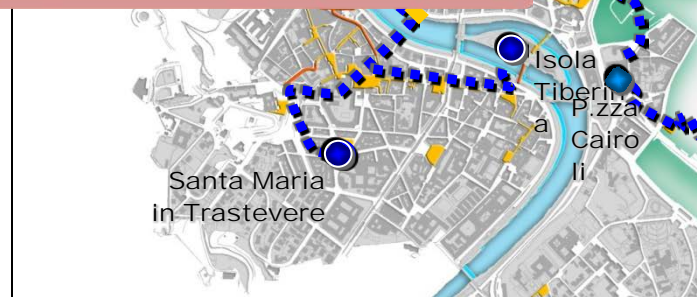 Isola
Tiberin
a
P.zza
Cairo
li
Santa Maria
in Trastevere